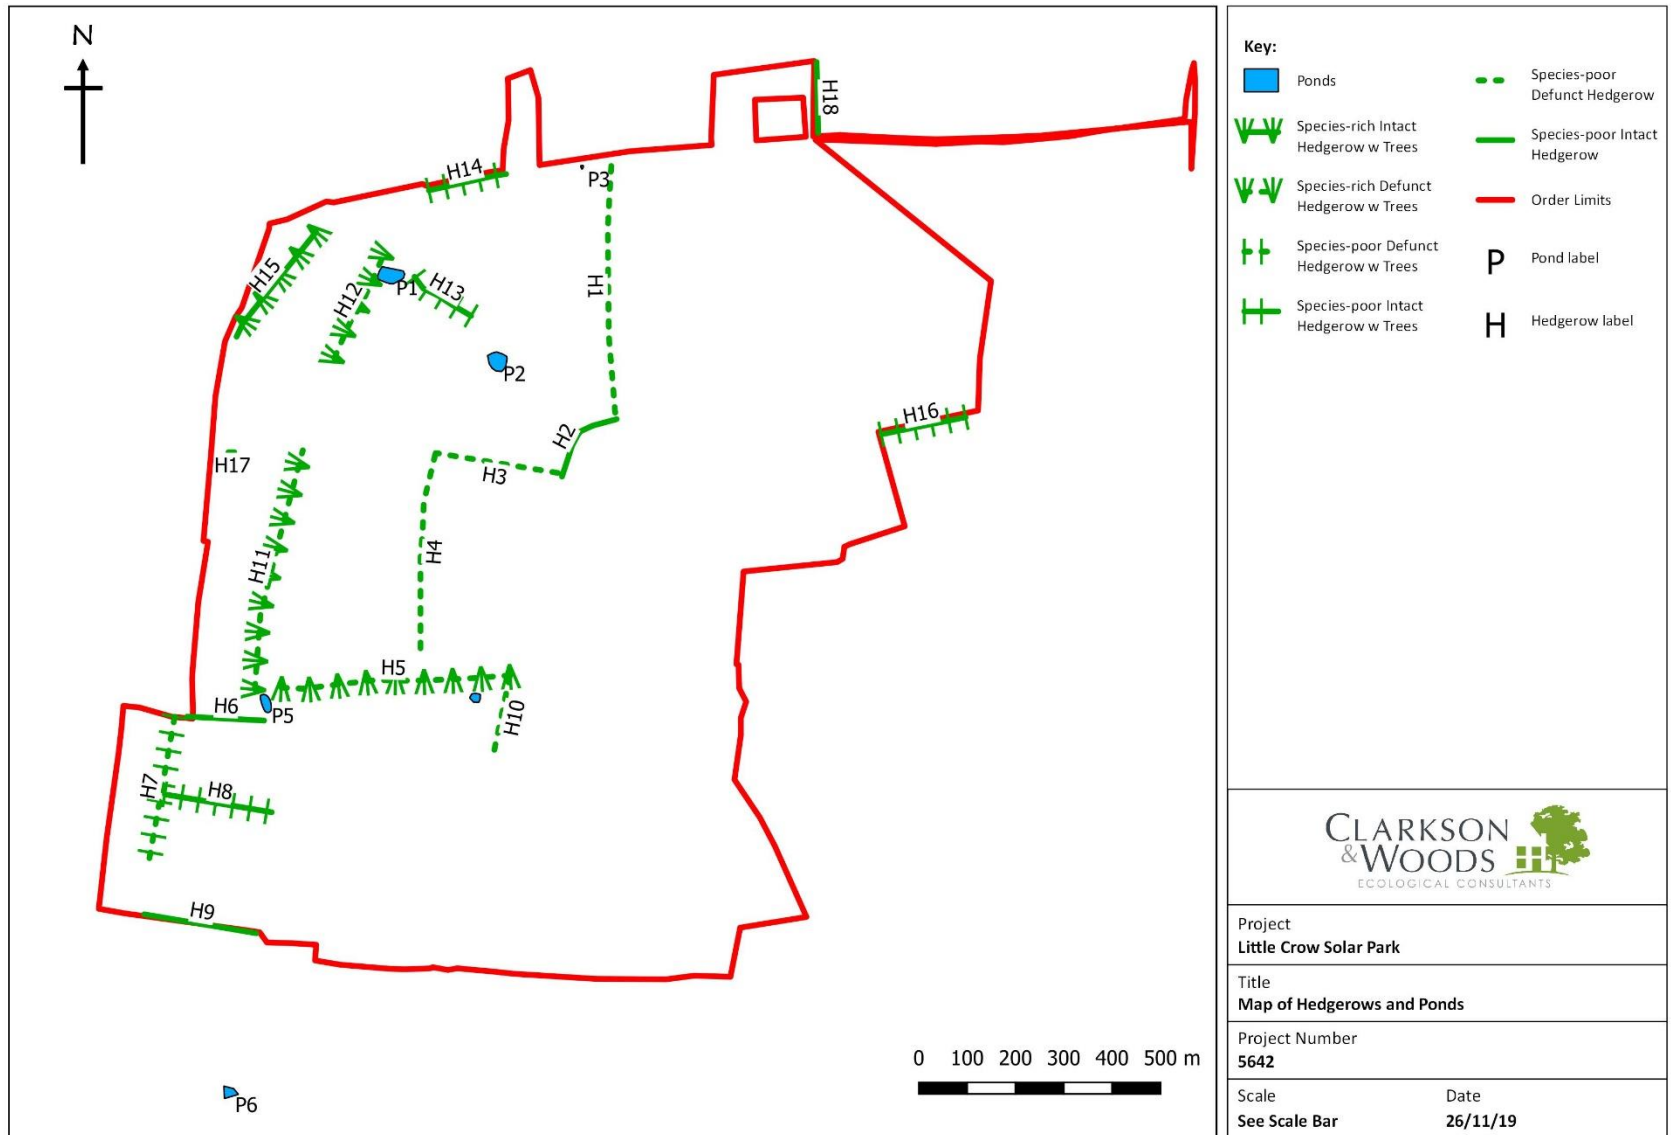 N
H18
H14
P3
H15
H12
P1
H13
H1
P2
H16
H2
H17
H3
H11
H4
H5
H6
P5
H10
H7
H8
H9
P6
0 100 200 300 400 500 m
Key:
Ponds
Species-rich Intact
Hedgerow w Trees
Species-rich Defunct
Hedgerow w Trees
Species-poor Defunct
Hedgerow w Trees
Species-poor Intact
Hedgerow w Trees
Species-poor
Defunct Hedgerow
Species-poor Intact
Hedgerow
Order Limits
P Pond label
H Hedgerow label
CLARKSON
&WOODS
ECOLOGICAL CONSULTANTS
Project
Little Crow Solar Park
Title
Map of Hedgerows and Ponds
Project Number
5642
Scale Date
See Scale Bar 26/11/19